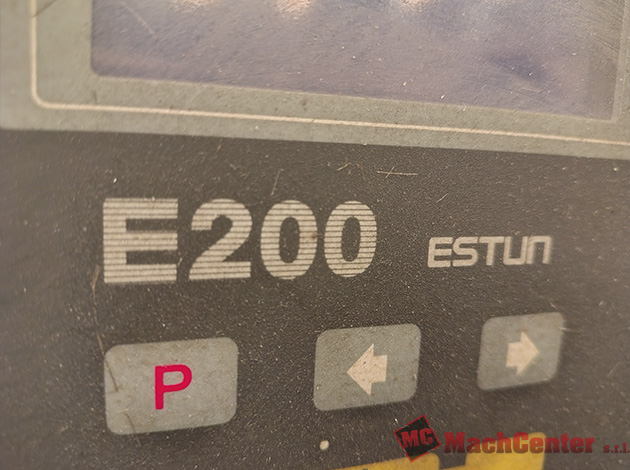 E200 ESTUN
P
MC MachCenter s.r.l.